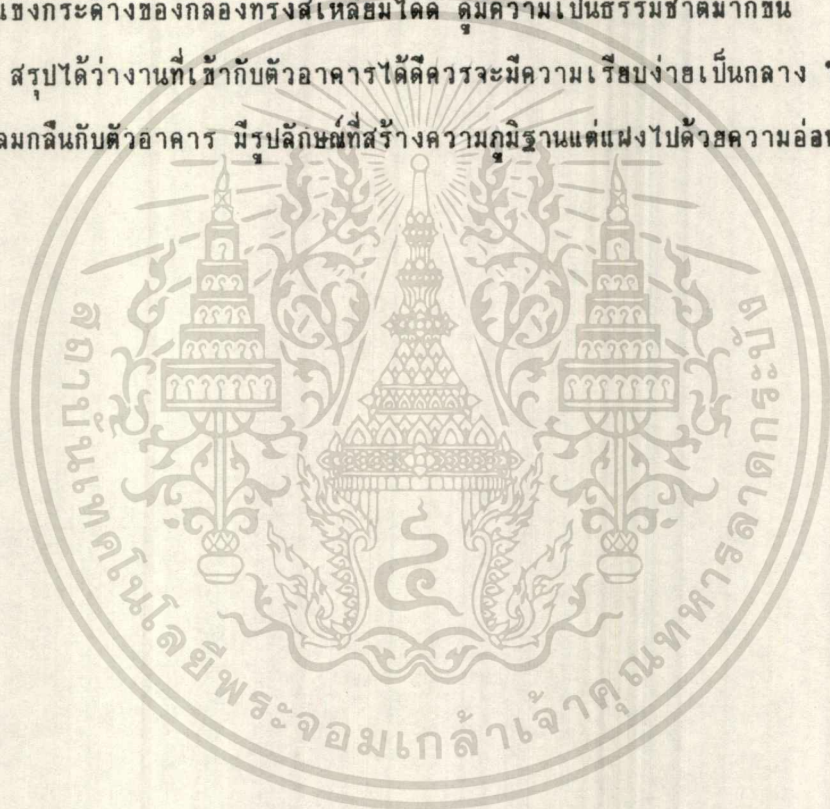 แข็งกระด้างของกล่องทรงสี่เหลี่ยมได้ดี ดูมีความเป็นธรรมชาติมากขึ้น
สรุปได้ว่างานที่เข้ากับตัวอาคารได้ดีควรจะมีความเรียบง่ายเป็นกลาง
ลมกลืนกับตัวอาคาร มีรูปลักษณ์ที่สร้างความภูมิฐานแต่แฝงไปด้วยความ
สถาบันเทคโนโลยีพระจอมเกล้าเจ้าคุณทหารลาดกระบัง